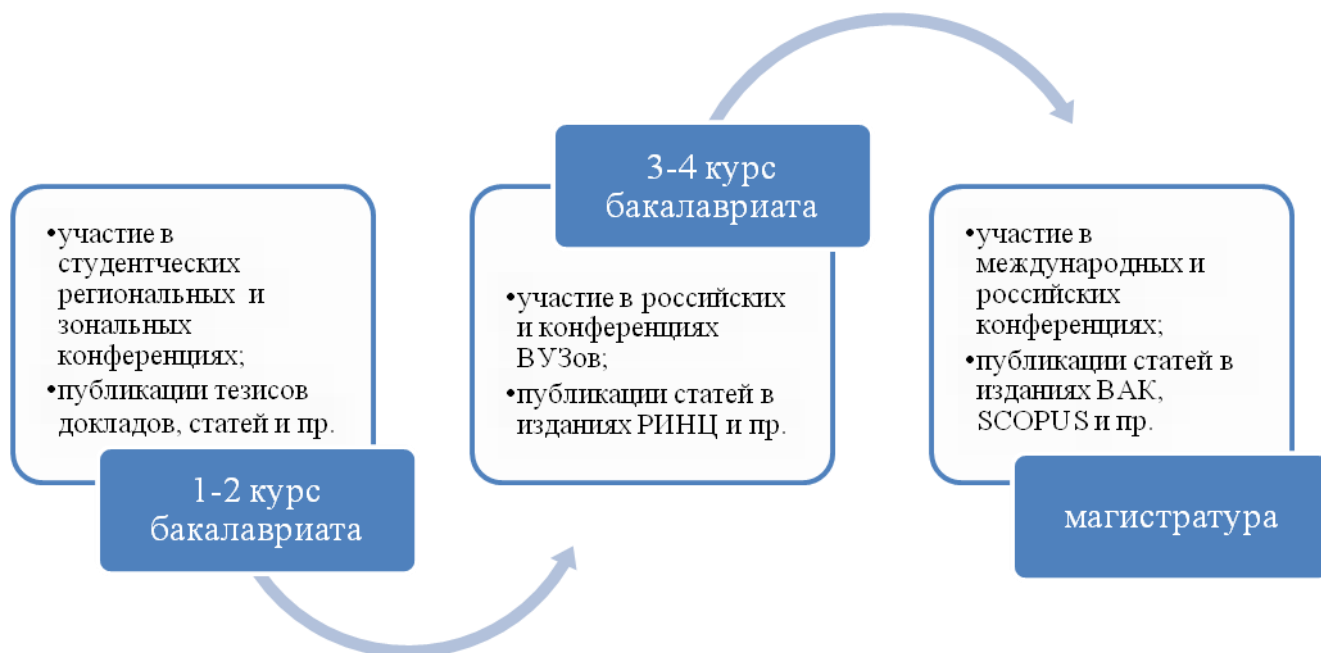 •участие в
студентческих
региональных и
зональных
конференциях;
•публикации тезисов
докладов, статей и пр.
1-2 курс
бакалавриата
3-4 курс
бакалавриата
•участие в российских
и конференциях
ВУЗов;
•публикации статей в
изданиях РИНЦ и пр.
•участие в
международных и
российских
конференциях;
•публикации статей в
изданиях ВАК,
SCOPUS и пр.
магистратура